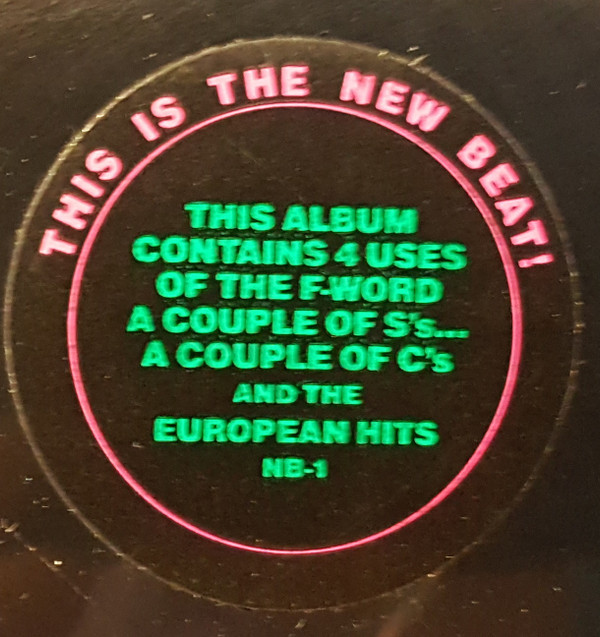 THIS IS THE NEW BEAT!
THIS ALBUM
CONTAINS 4 USES
OF THE F-WORD
A COUPLE OF S's...
A COUPLE OF C's
AND THE
EUROPEAN HITS
NB-1